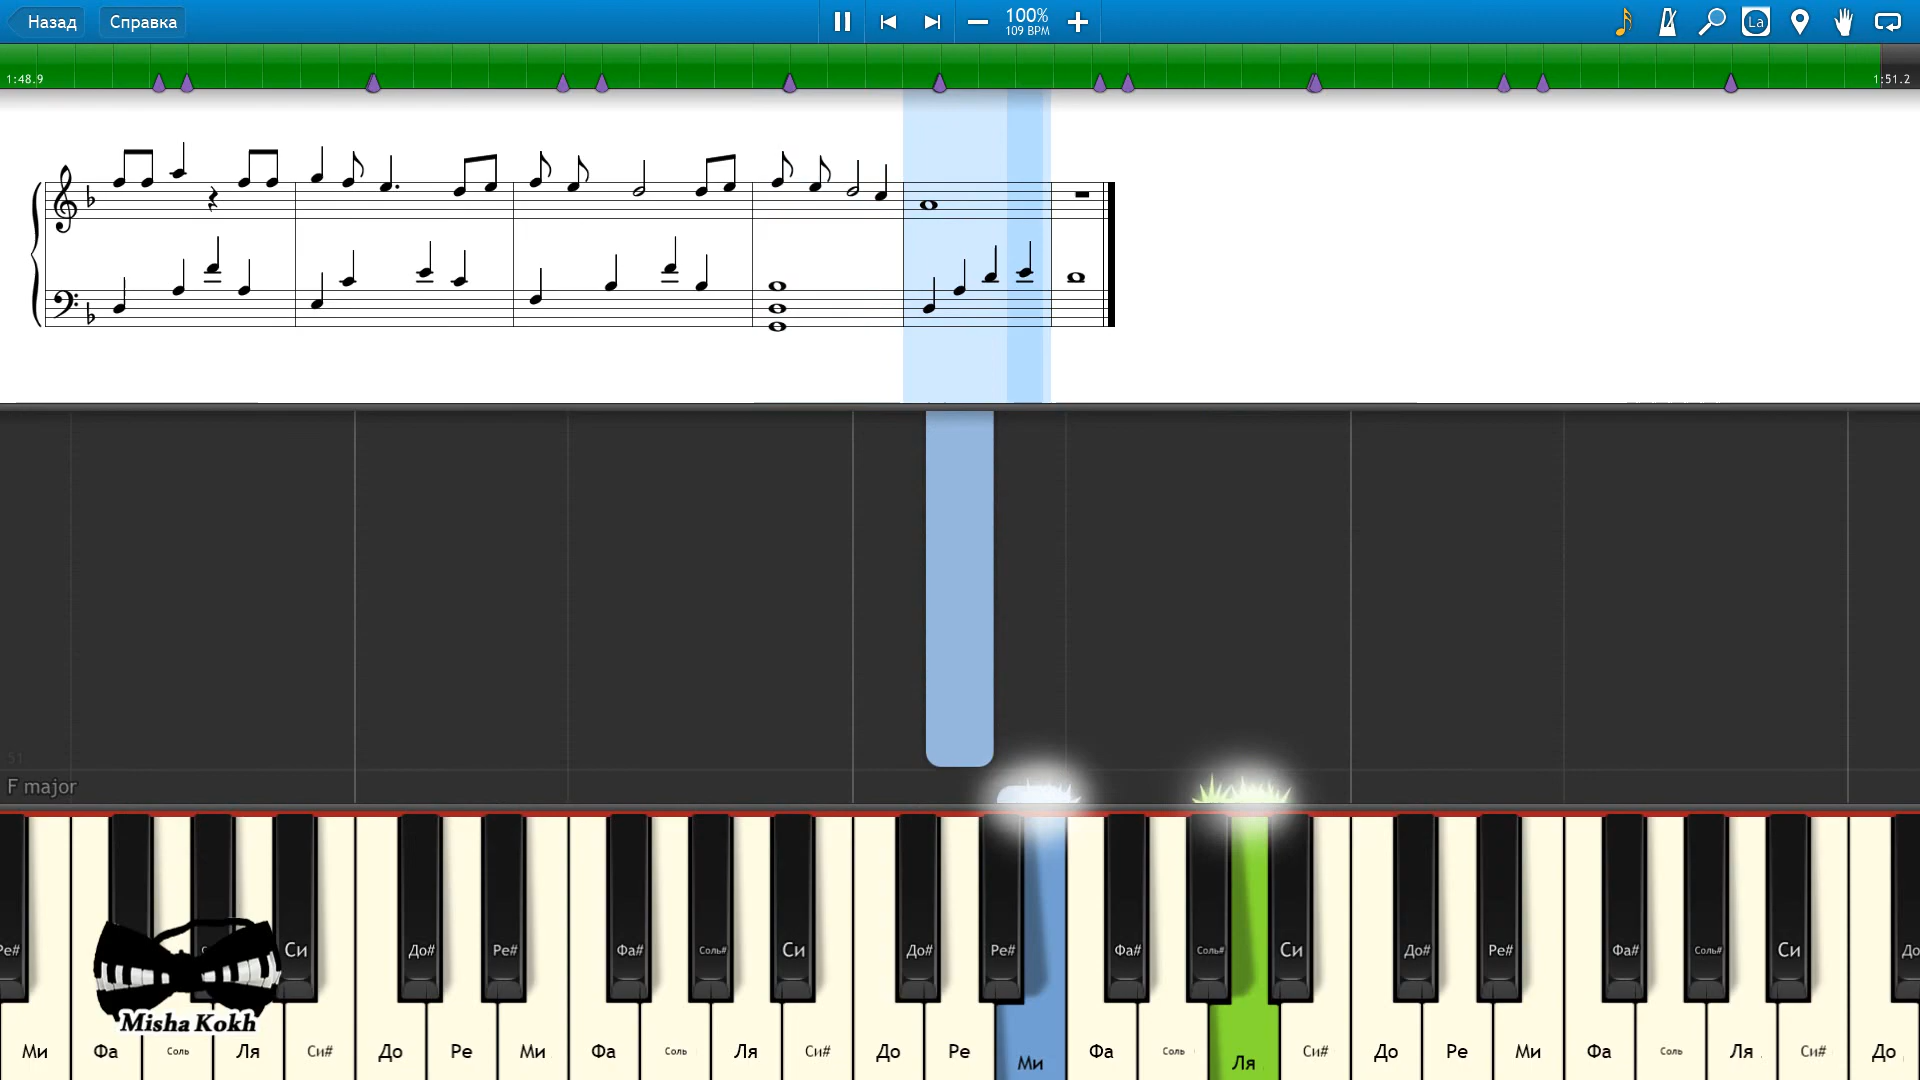 Назад Справка 100% La
109 BPM
1:48.9 1:51.2
51
F major
Ре# Си До# Ре# Фа# Соль# Си До# Ре# Фа# Соль# Си До# Ре# Фа# Соль# Си До
Misha Kokh
Ми Фа Соль Ля Си# До Ре Ми Фа Соль Ля Си# До Ре Ми Фа Соль Ля Си# До Ре Ми Фа Соль Ля Си# До